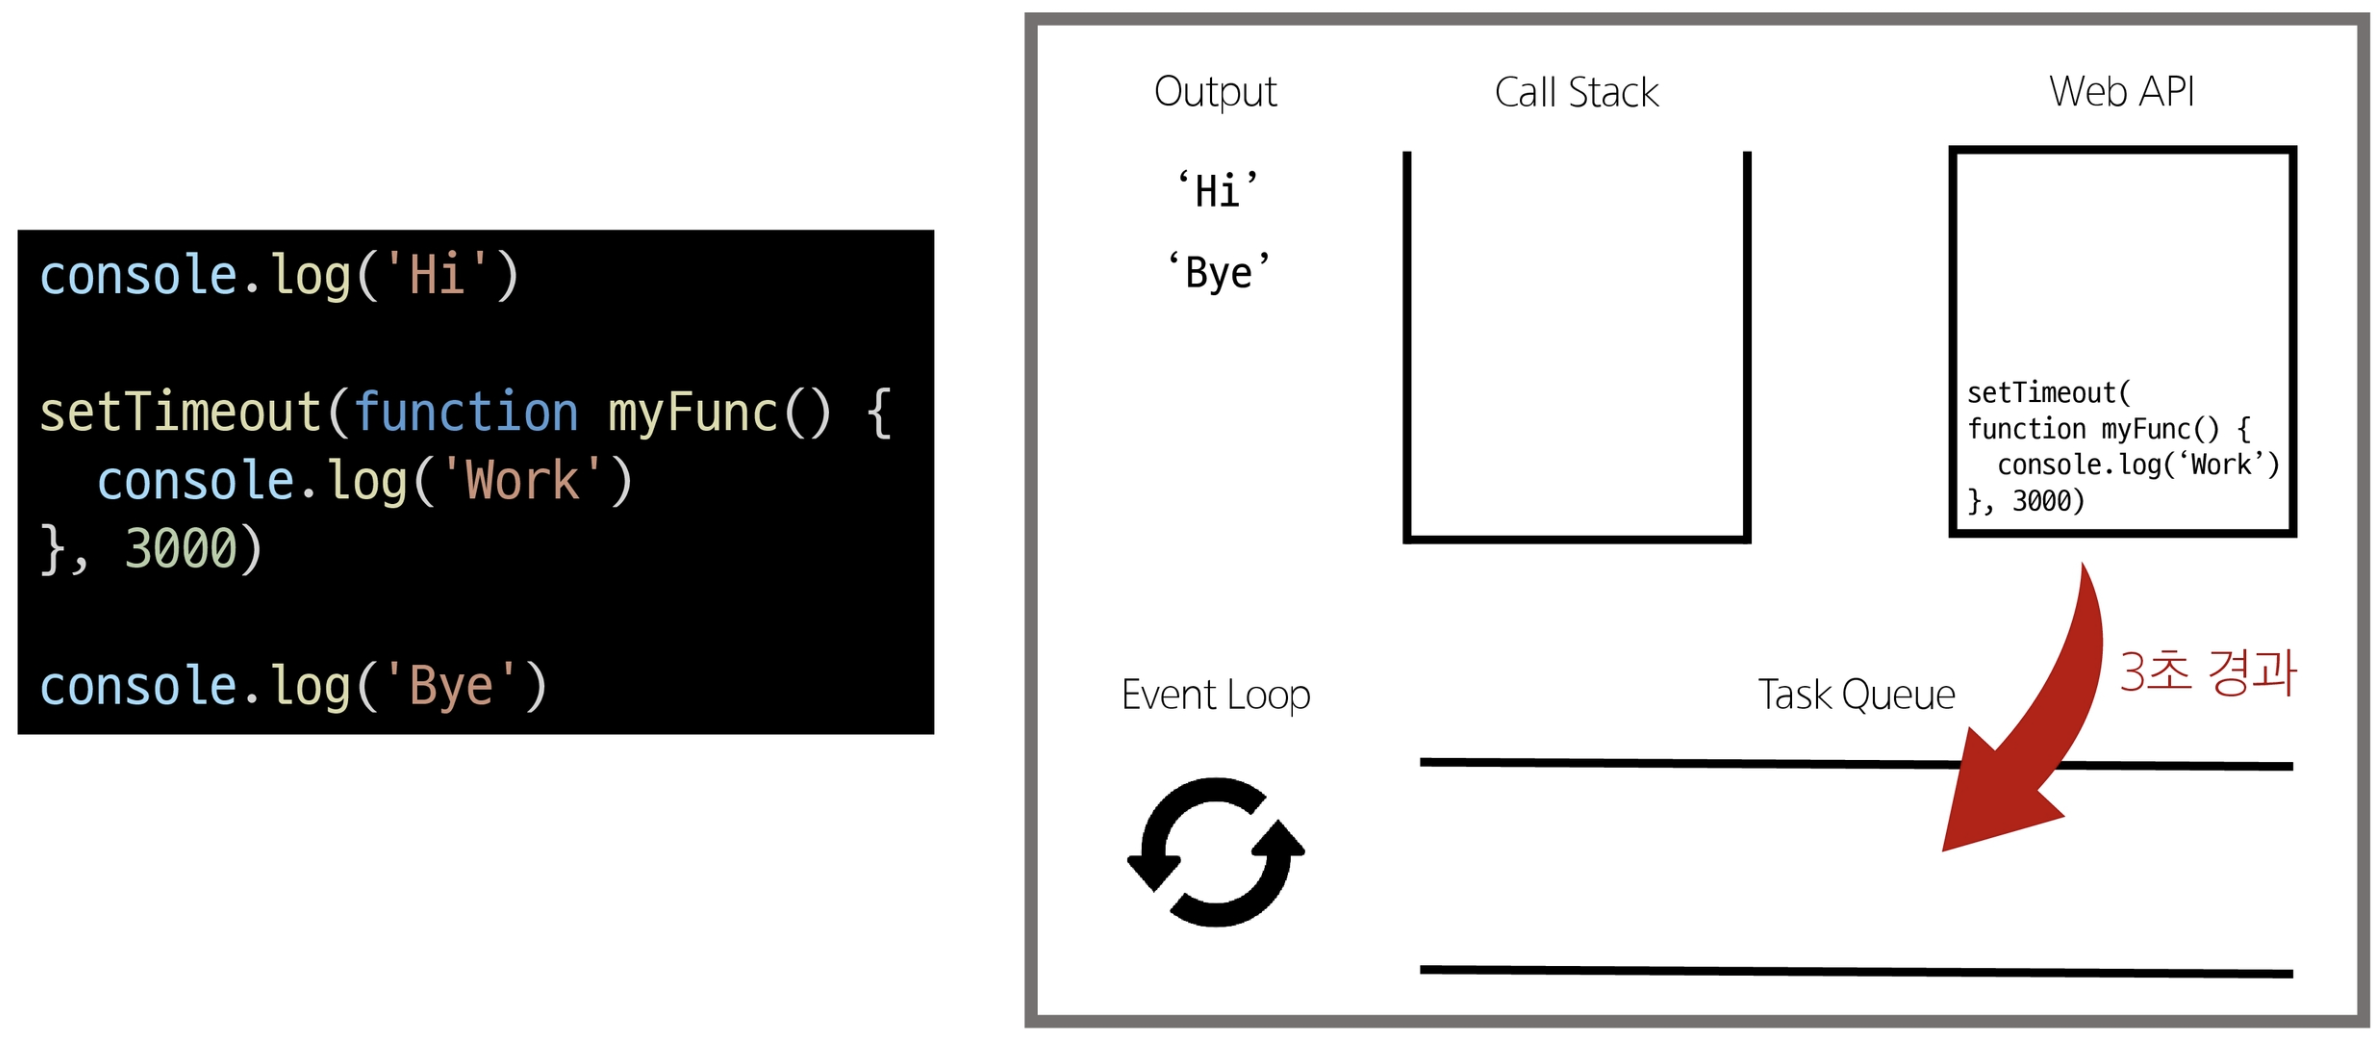 console.log('Hi')
setTimeout(function myFunc() {
  console.log('Work')
}, 3000)
console.log('Bye')
Output
‘Hi’
‘Bye’
Call Stack
Web API
setTimeout(
function myFunc() {
  console.log(‘Work’)
}, 3000)
3초 경과
Event Loop
Task Queue